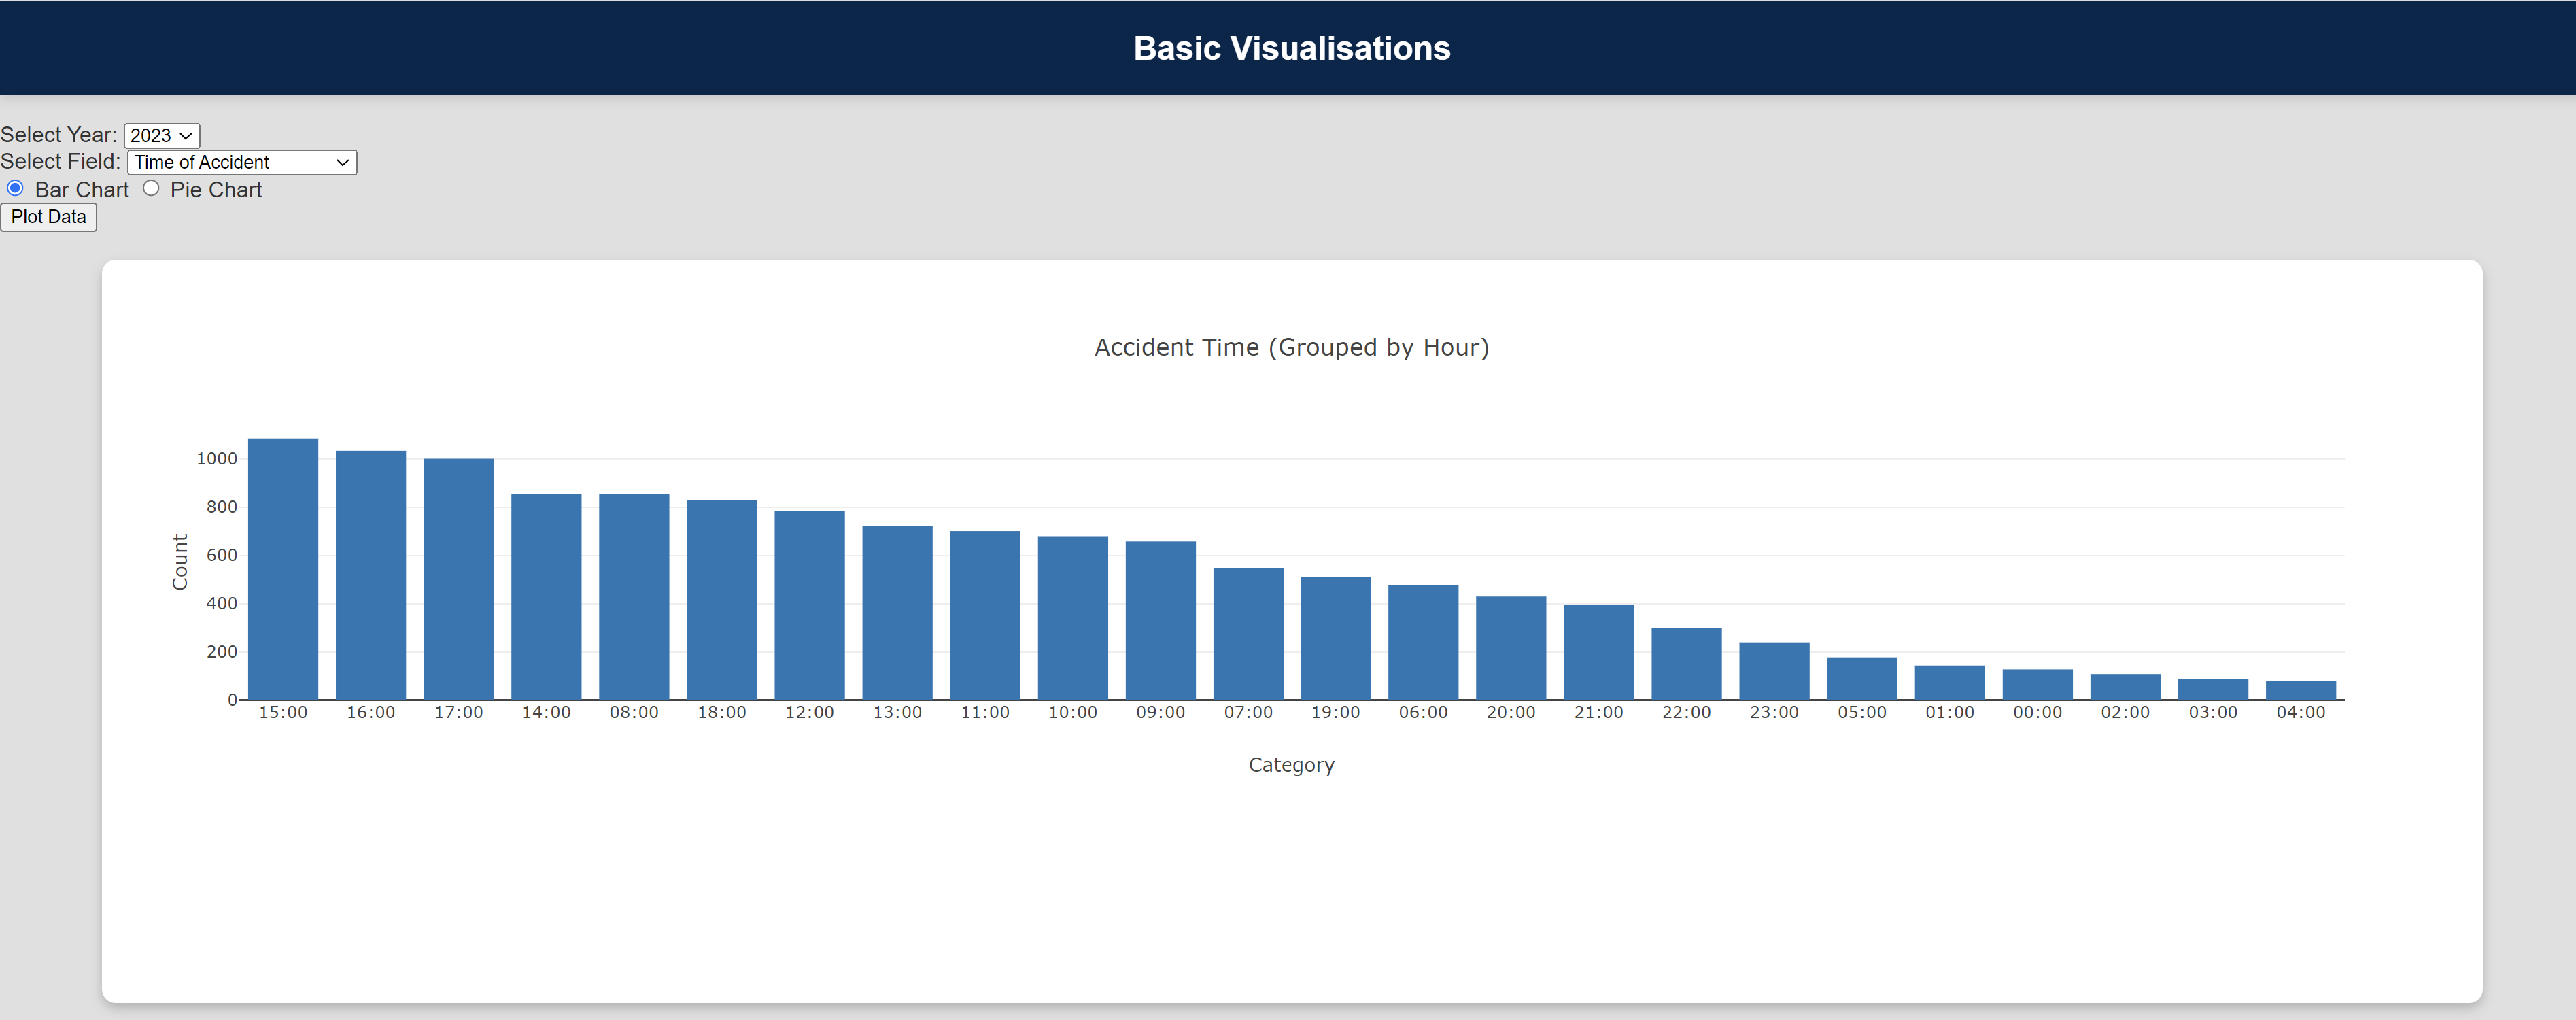 Basic Visualisations
Select Year: 2023
Select Field: Time of Accident
Bar Chart Pie Chart
Plot Data
Accident Time (Grouped by Hour)
1000
800
600
400
200
0
Count
15:00 16:00 17:00 14:00 08:00 18:00 12:00 13:00 11:00 10:00 09:00 07:00 19:00 06:00 20:00 21:00 22:00 23:00 05:00 01:00 00:00 02:00 03:00 04:00
Category